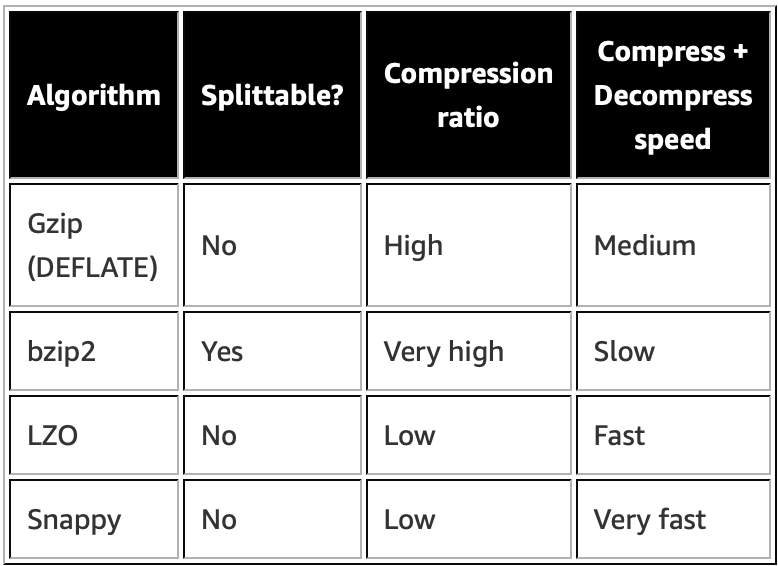 Algorithm
Splittable?
Compression
ratio
Compress +
Decompress
speed
Gzip
(DEFLATE)
No
High
Medium
bzip2
Yes
Very high
Slow
LZO
No
Low
Fast
Snappy
No
Low
Very fast